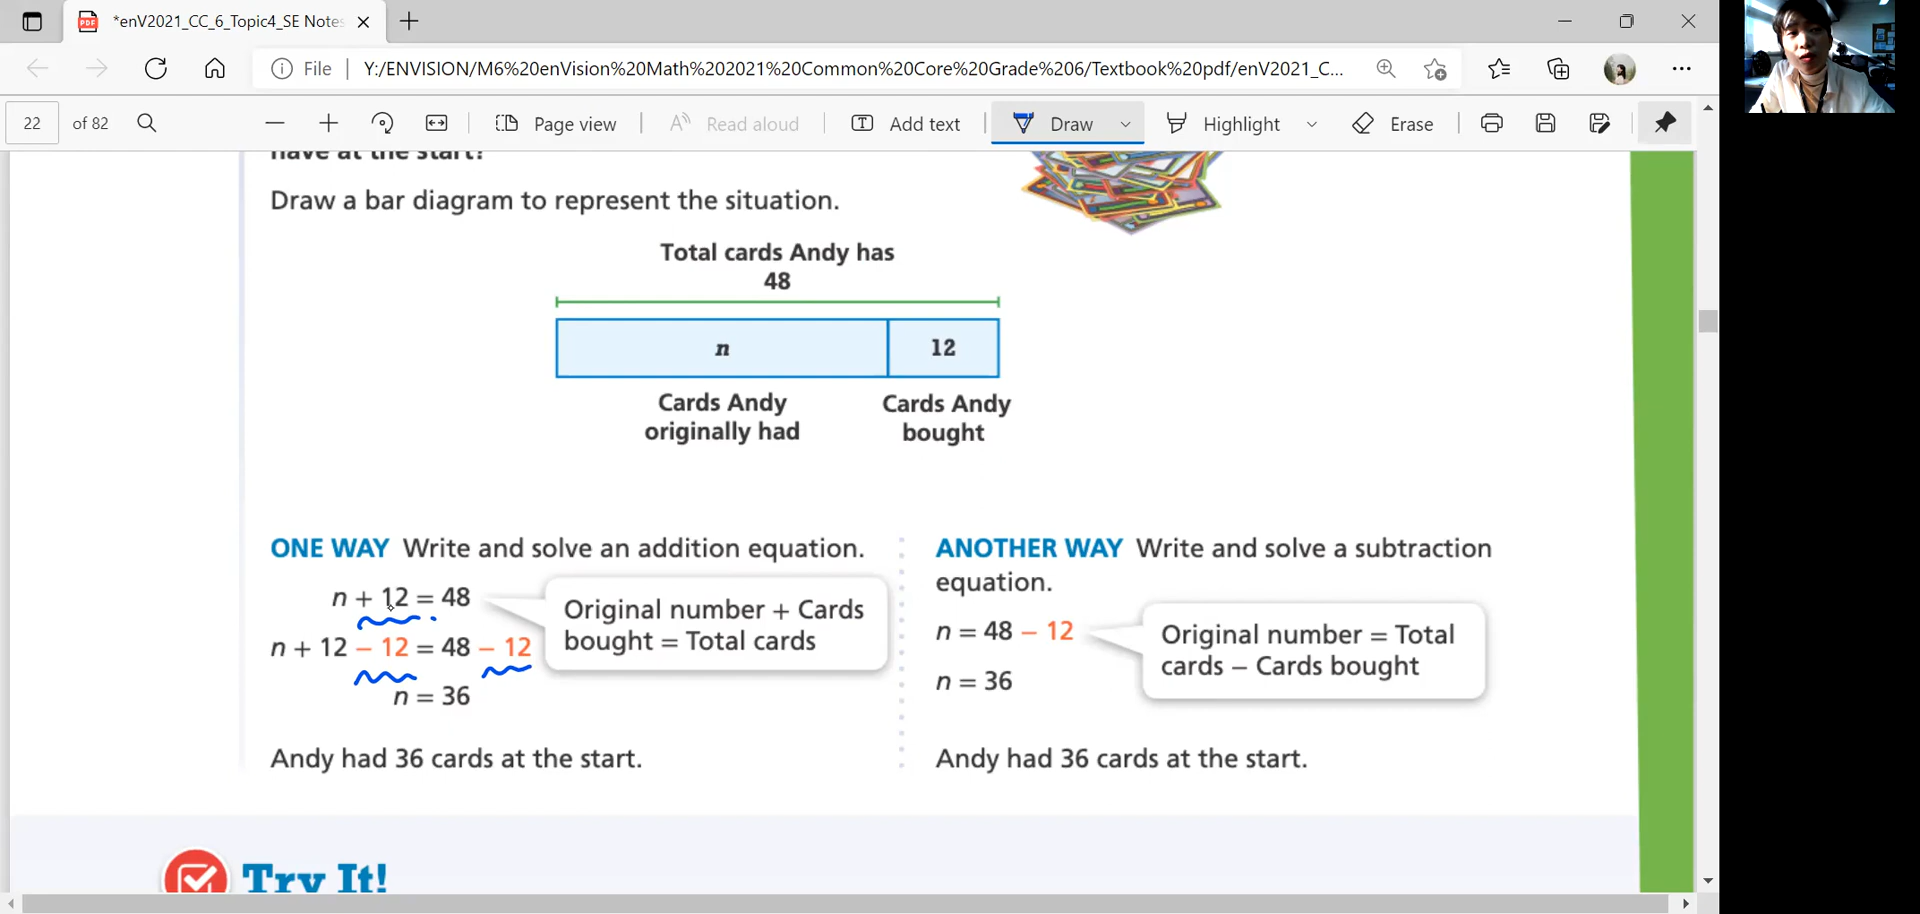 *enV2021_CC_6_Topic4_SE Notes
File
Y:/ENVISION/M6%20enVision%20Math%202021%20Common%20Core%20Grade%206/Textbook%20pdf/enV2021_C...
22 of 82
Page view
Read aloud
Add text
Draw
Highlight
Erase
have at the start?
Draw a bar diagram to represent the situation.
Total cards Andy has
48
n
12
Cards Andy
originally had
Cards Andy
bought
ONE WAY Write and solve an addition equation.
n + 12 = 48
Original number + Cards
bought = Total cards
n + 12 − 12 = 48 − 12
n = 36
Andy had 36 cards at the start.
ANOTHER WAY Write and solve a subtraction
equation.
n = 48 − 12
Original number = Total
cards − Cards bought
n = 36
Andy had 36 cards at the start.
Try It!